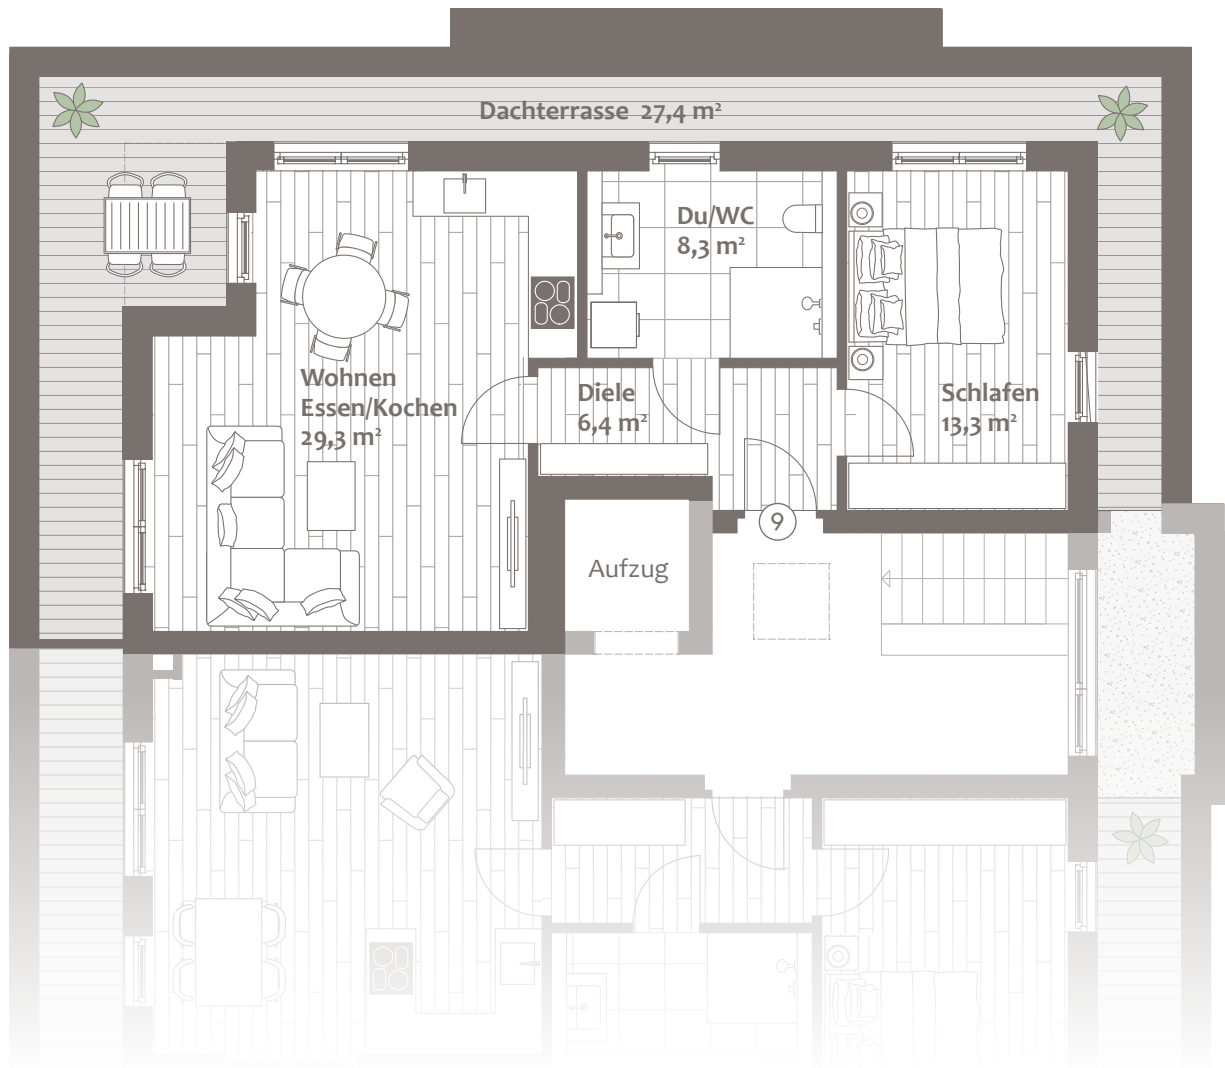 Dachterrasse 27,4 m²
Du/WC
8,3 m²
Wohnen
Essen/Kochen
29,3 m²
Diele
6,4 m²
Schlafen
13,3 m²
9
Aufzug